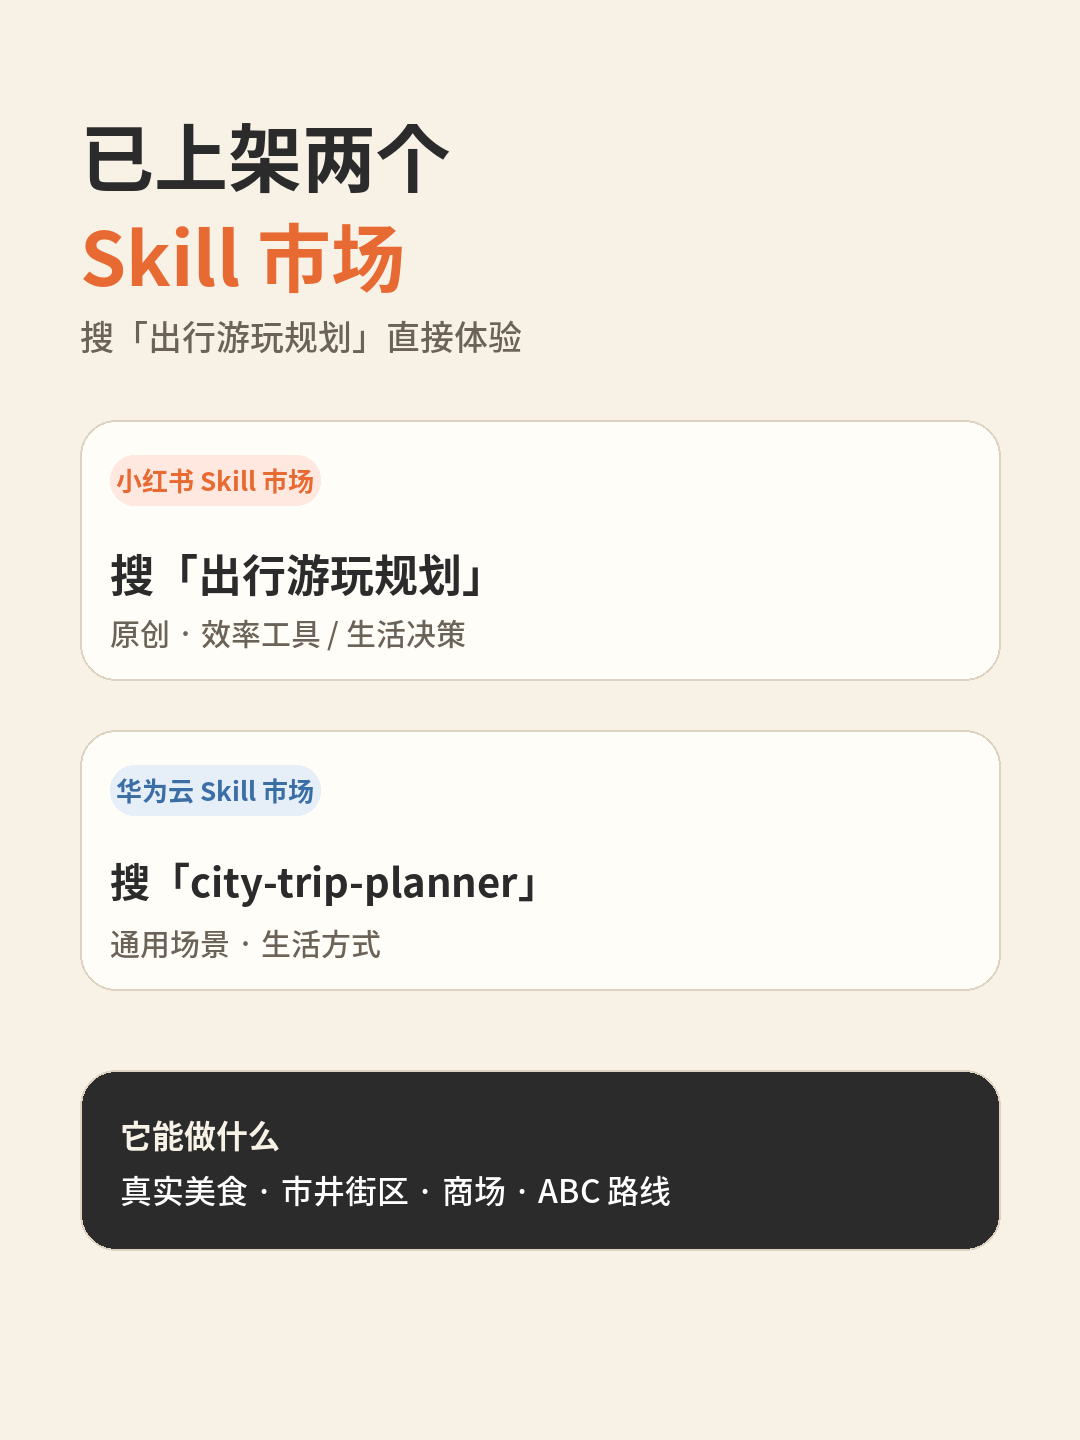 已上架两个
Skill 市场
搜「出行游玩规划」直接体验
小红书 Skill 市场
搜「出行游玩规划」
原创 · 效率工具 / 生活决策
华为云 Skill 市场
搜「city-trip-planner」
通用场景 · 生活方式
它能做什么
真实美食 · 市井街区 · 商场 · ABC 路线